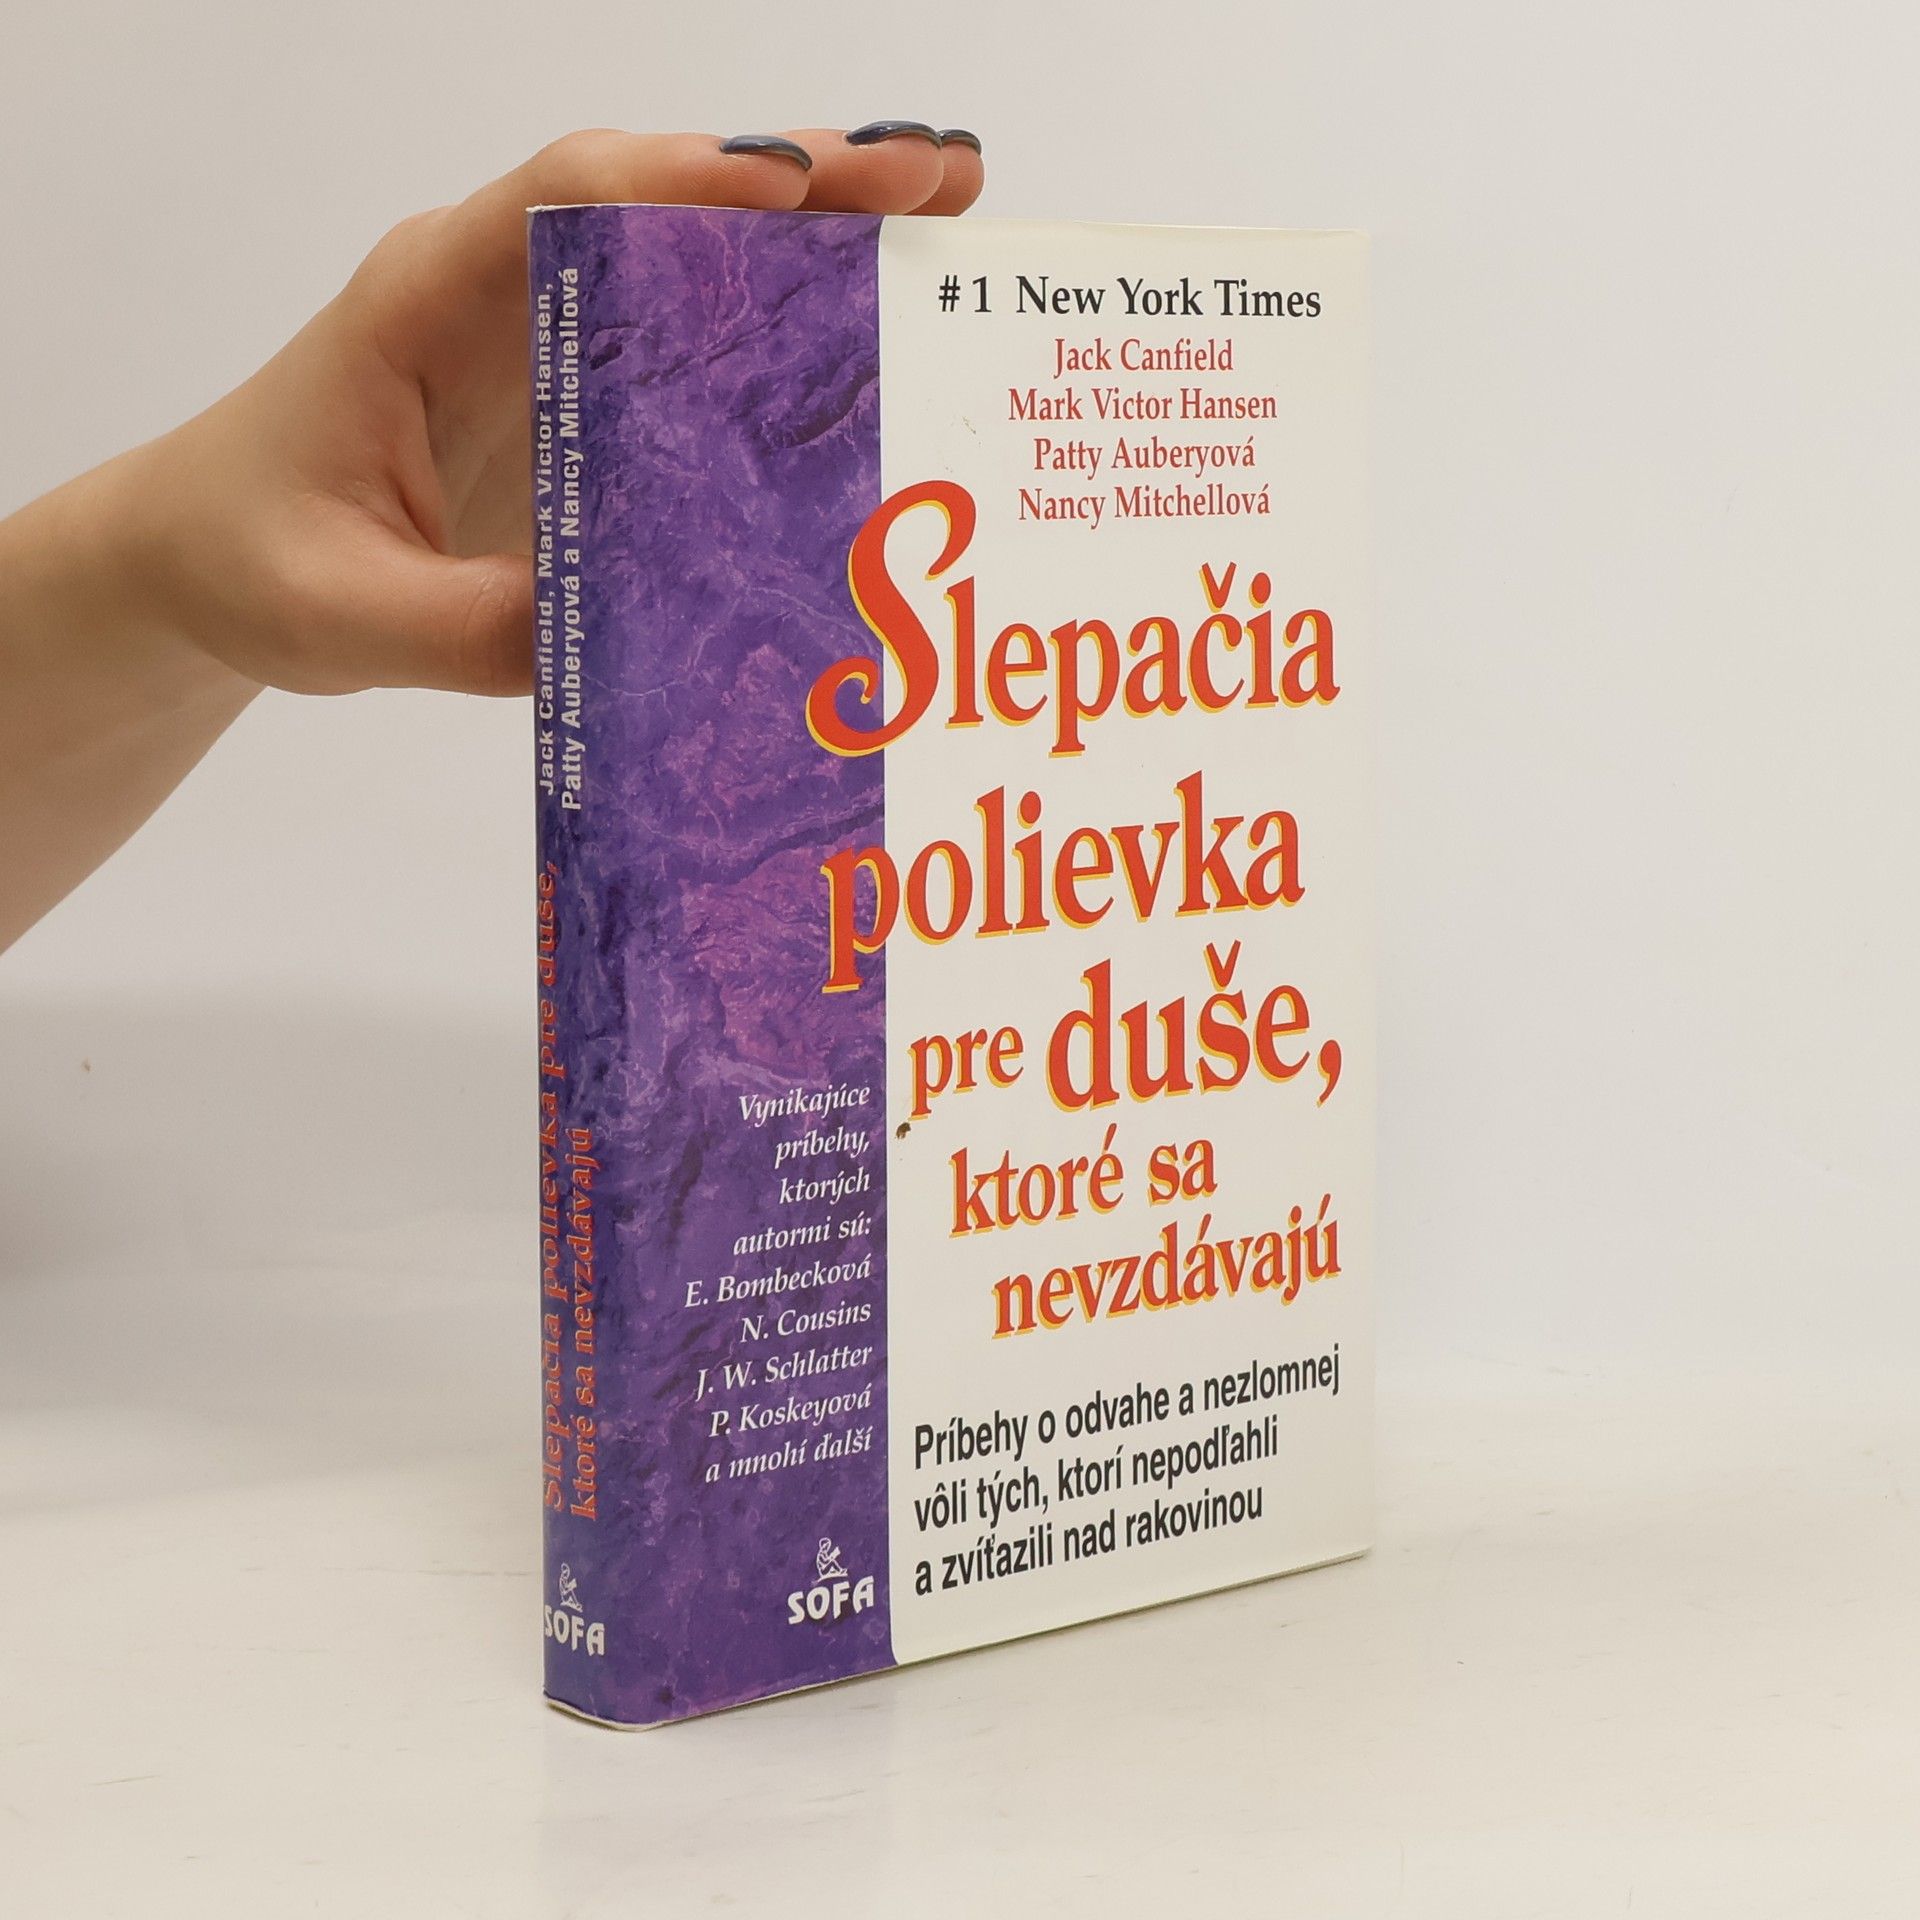 # 1 New York Times
Jack Canfield
Mark Victor Hansen
Patty Auberyová
Nancy Mitchellová
Slepačia
polievka
pre duše,
ktoré sa
nevzdávajú
Príbehy o odvahe a nezlomnej
vôli tých, ktorí nepodľahli
a zvíťazili nad rakovinou
Vynikajúce
príbehy,
ktorých
autormi sú:
E. Bombecková
N. Cousins
J. W. Schlatter
P. Koskeyová
a mnohí ďalší
SOFA
Jack Canfield, Mark Victor Hansen,
Patty Auberyová a Nancy Mitchellová
Slepačia polievka pre duše,
ktoré sa nevzdávajú
SOFA